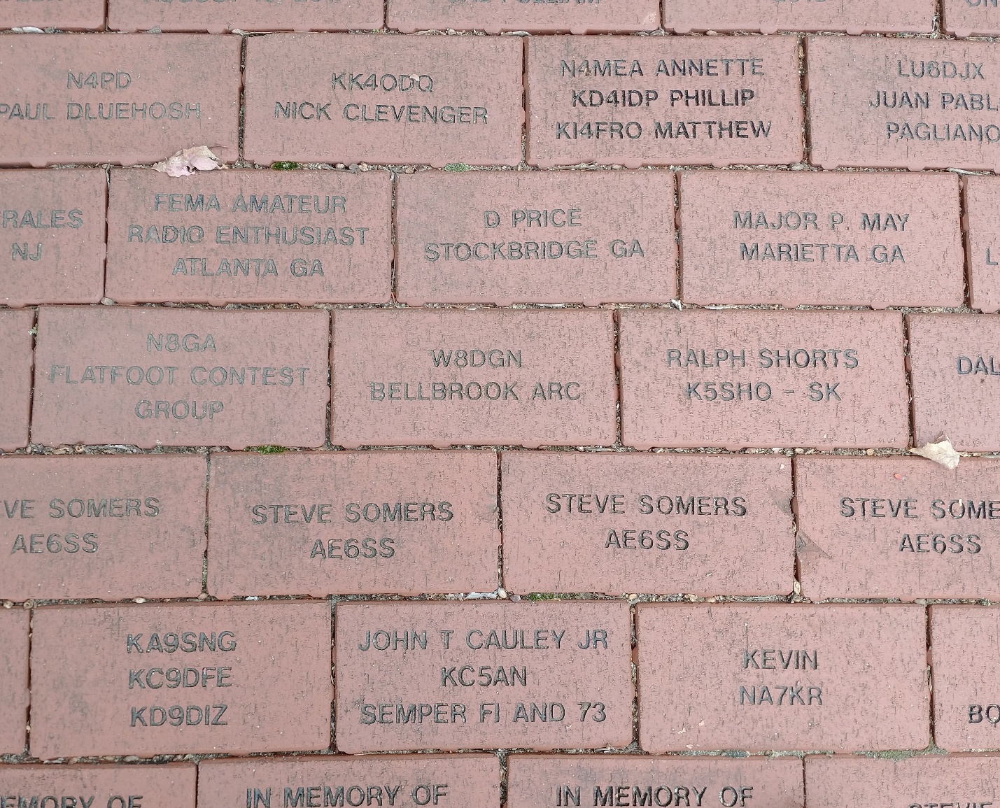 N4PD
PAUL DLUEHOSH
KK4ODQ
NICK CLEVENGER
N4MEA ANNETTE
KD4IDP PHILLIP
KI4FRO MATTHEW
LU6DJX
JUAN PABL
PAGLIANO
RALES
NJ
FEMA AMATEUR
RADIO ENTHUSIAST
ATLANTA GA
D PRICE
STOCKBRIDGE GA
MAJOR P. MAY
MARIETTA GA
L
N8GA
FLATFOOT CONTEST
GROUP
W8DGN
BELLBROOK ARC
RALPH SHORTS
K5SHO - SK
DAL
VE SOMERS
AE6SS
STEVE SOMERS
AE6SS
STEVE SOMERS
AE6SS
STEVE SOME
AE6SS
KA9SNG
KC9DFE
KD9DIZ
JOHN T CAULEY JR
KC5AN
SEMPER FI AND 73
KEVIN
NA7KR
BO
EMORY OF
IN MEMORY OF
IN MEMORY OF